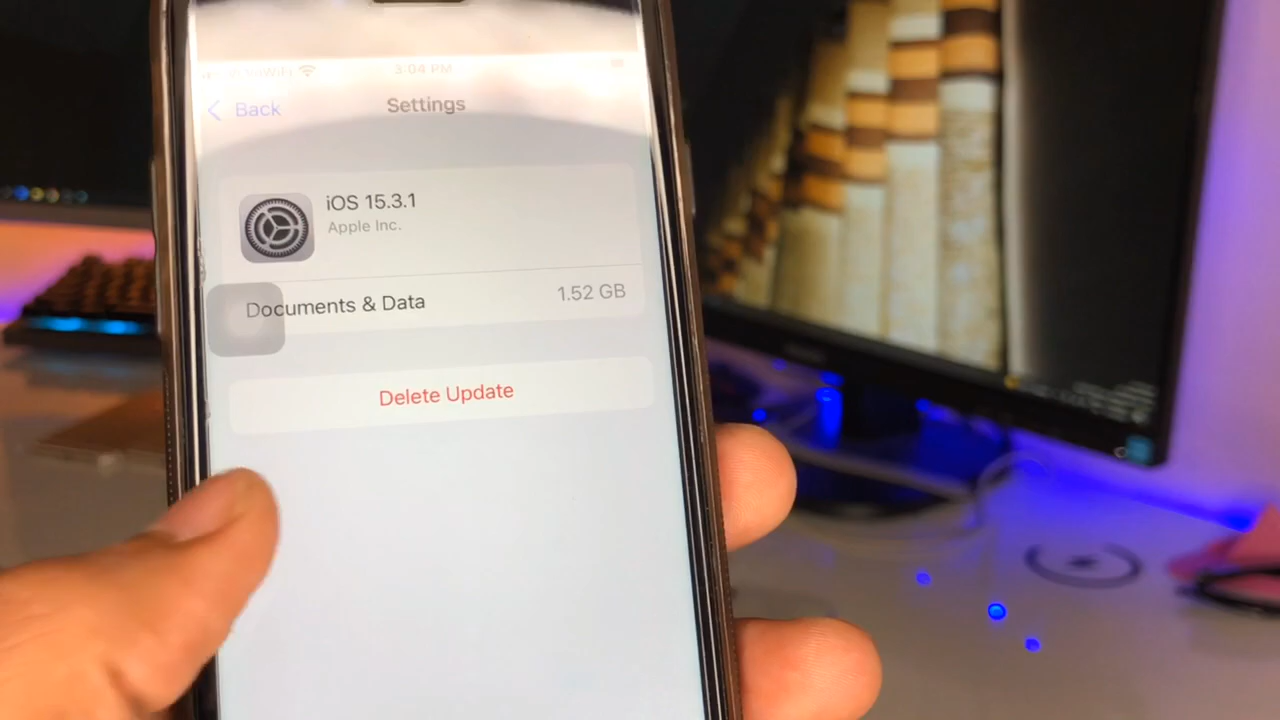 3:04 PM
Back
Settings
iOS 15.3.1
Apple Inc.
Documents & Data
1.52 GB
Delete Update